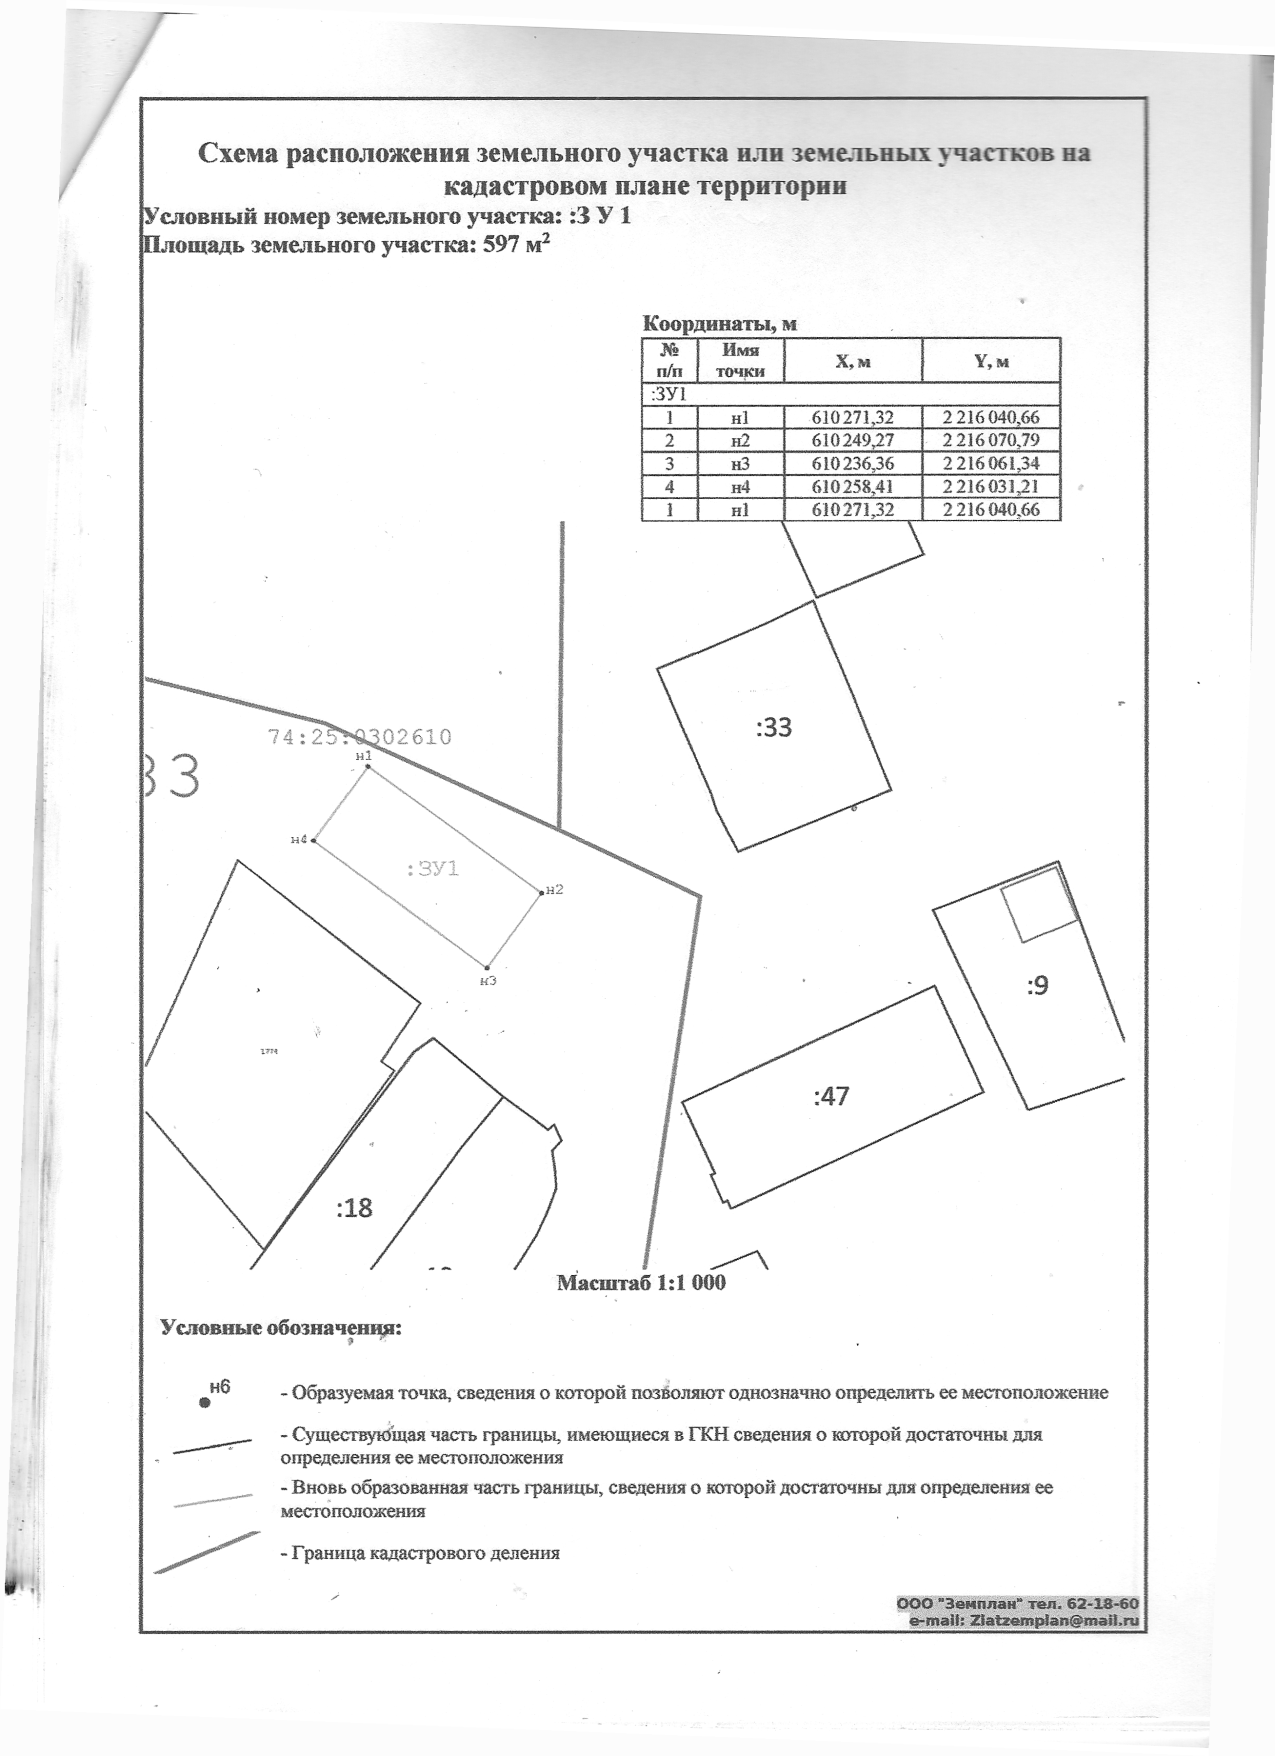 Схема расположения земельного участка или земельных участков на
кадастровом плане территории
Условный номер земельного участка: :З У 1
Площадь земельного участка: 597 м²
Координаты, м
№ п/п Имя точки X, м Y, м
:ЗУ1
1 н1 610 271,32 2 216 040,66
2 н2 610 249,27 2 216 070,79
3 н3 610 236,36 2 216 061,34
4 н4 610 258,41 2 216 031,21
1 н1 610 271,32 2 216 040,66
:33
74:25:0302610
н1
33
н4
:ЗУ1
н2
н3
:9
:47
:18
Масштаб 1:1 000
Условные обозначения:
н6
- Образуемая точка, сведения о которой позволяют однозначно определить ее местоположение
- Существующая часть границы, имеющиеся в ГКН сведения о которой достаточны для
определения ее местоположения
- Вновь образованная часть границы, сведения о которой достаточны для определения ее
местоположения
- Граница кадастрового деления
ООО "Земплан" тел. 62-18-60
e-mail: Zlatzemplan@mail.ru